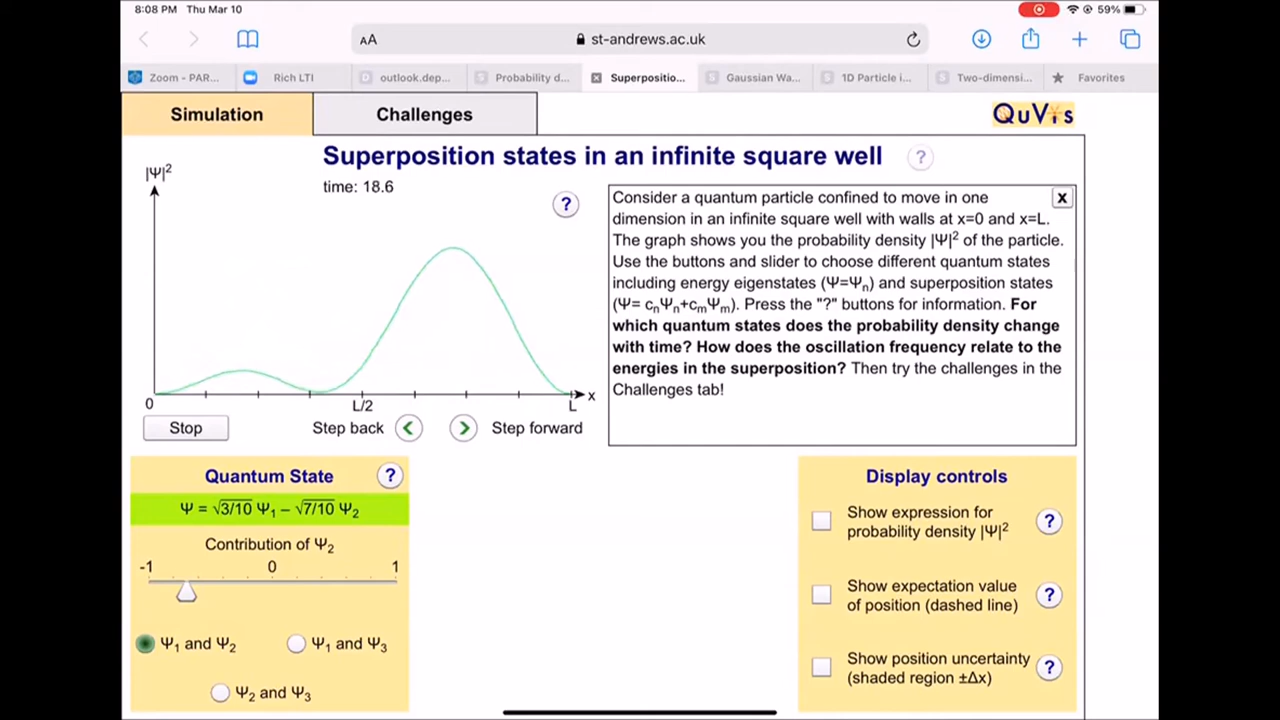 8:08 PM Thu Mar 10
59%
AA
st-andrews.ac.uk
Zoom - PAR...
Rich LTI
outlook.dep...
Probability d...
Superpositio...
Gaussian Wa...
1D Particle i...
Two-dimensi...
Favorites
Simulation
Challenges
QuVis
Superposition states in an infinite square well
?
|Ψ|²
time: 18.6
?
Consider a quantum particle confined to move in one
dimension in an infinite square well with walls at x=0 and x=L.
The graph shows you the probability density |Ψ|² of the particle.
Use the buttons and slider to choose different quantum states
including energy eigenstates (Ψ=Ψₙ) and superposition states
(Ψ= cₙΨₙ+cₘΨₘ). Press the "?" buttons for information. For
which quantum states does the probability density change
with time? How does the oscillation frequency relate to the
energies in the superposition? Then try the challenges in the
Challenges tab!
x
0
L/2
L
x
Stop
Step back
<
>
Step forward
Quantum State
?
Ψ = √3/10 Ψ₁ – √7/10 Ψ₂
Contribution of Ψ₂
-1
0
1
Ψ₁ and Ψ₂
Ψ₁ and Ψ₃
Ψ₂ and Ψ₃
Display controls
Show expression for
probability density |Ψ|²
?
Show expectation value
of position (dashed line)
?
Show position uncertainty
(shaded region ±Δx)
?